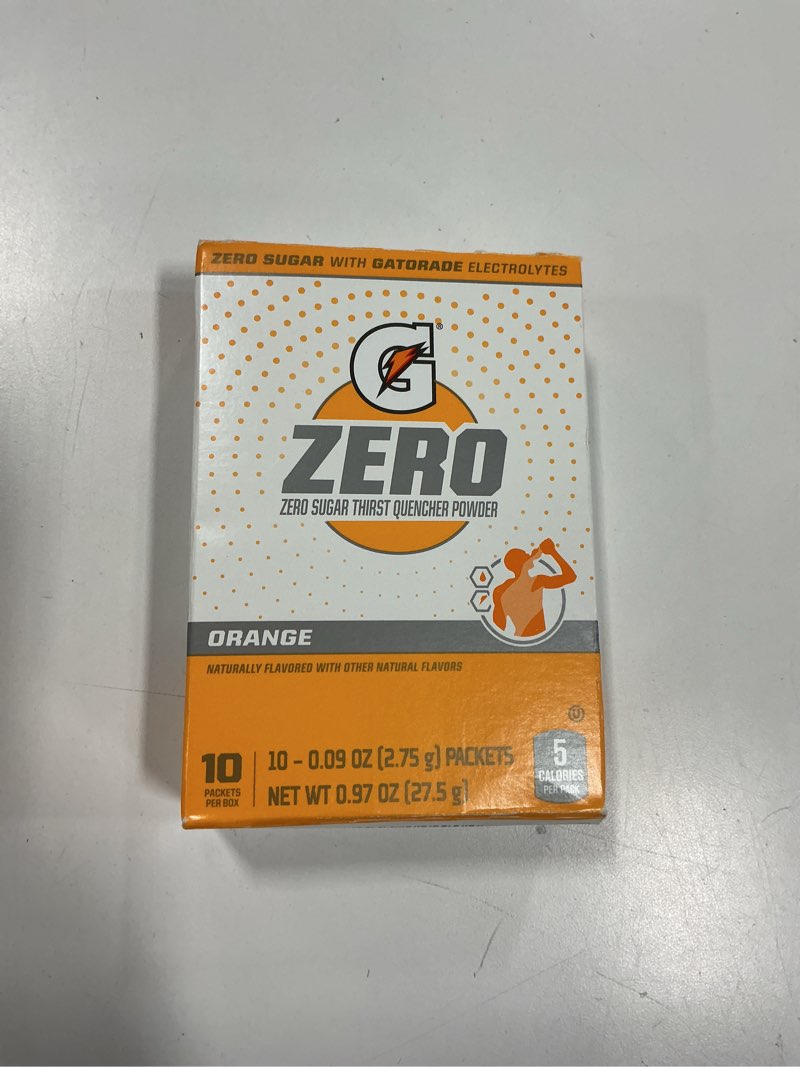 ZERO SUGAR WITH GATORADE ELECTROLYTES
G®
ZERO
ZERO SUGAR THIRST QUENCHER POWDER
ORANGE
NATURALLY FLAVORED WITH OTHER NATURAL FLAVORS
U
10
PACKETS
PER BOX
10 – 0.09 OZ (2.75 g) PACKETS
NET WT 0.97 OZ (27.5 g)
5
CALORIES
PER PACK